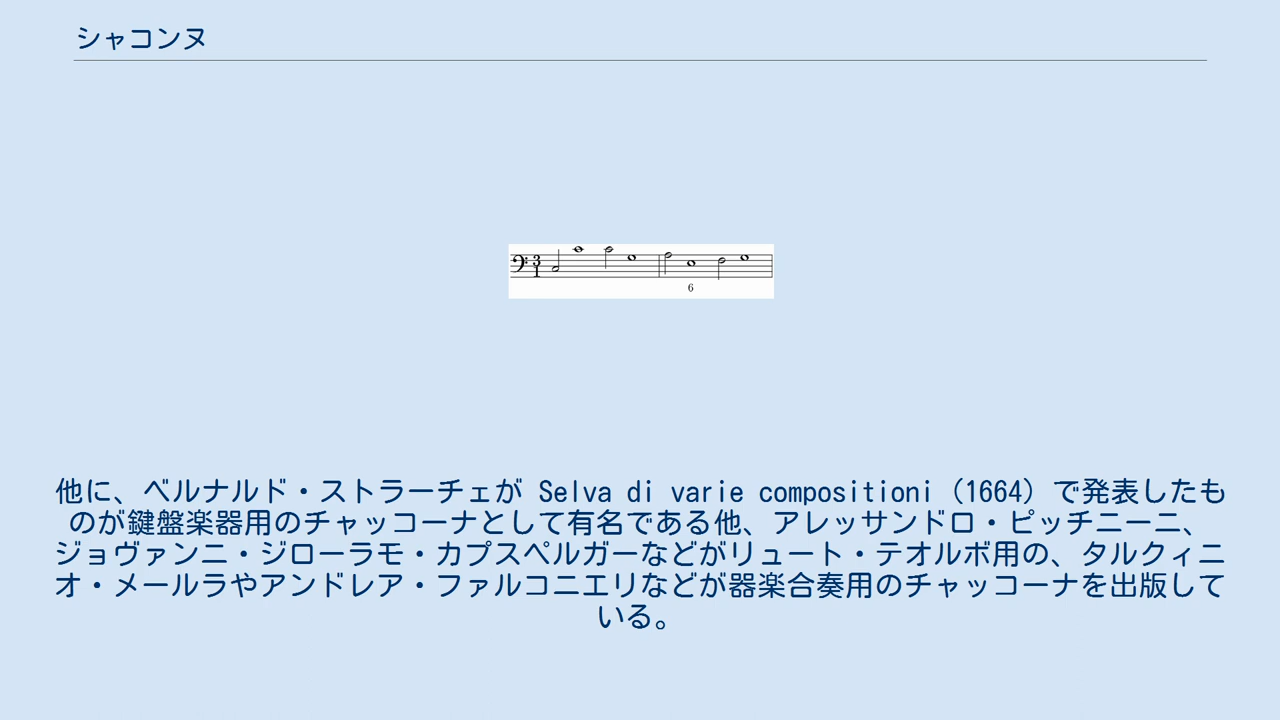 シャコンヌ
3
1
6
他に、ベルナルド・ストラーチェが Selva di varie compositioni (1664) で発表したも
のが鍵盤楽器用のチャッコーナとして有名である他、アレッサンドロ・ピッチニーニ、
ジョヴァンニ・ジローラモ・カプスペルガーなどがリュート・テオルボ用の、タルクィニ
オ・メールラやアンドレア・ファルコニエリなどが器楽合奏用のチャッコーナを出版して
いる。